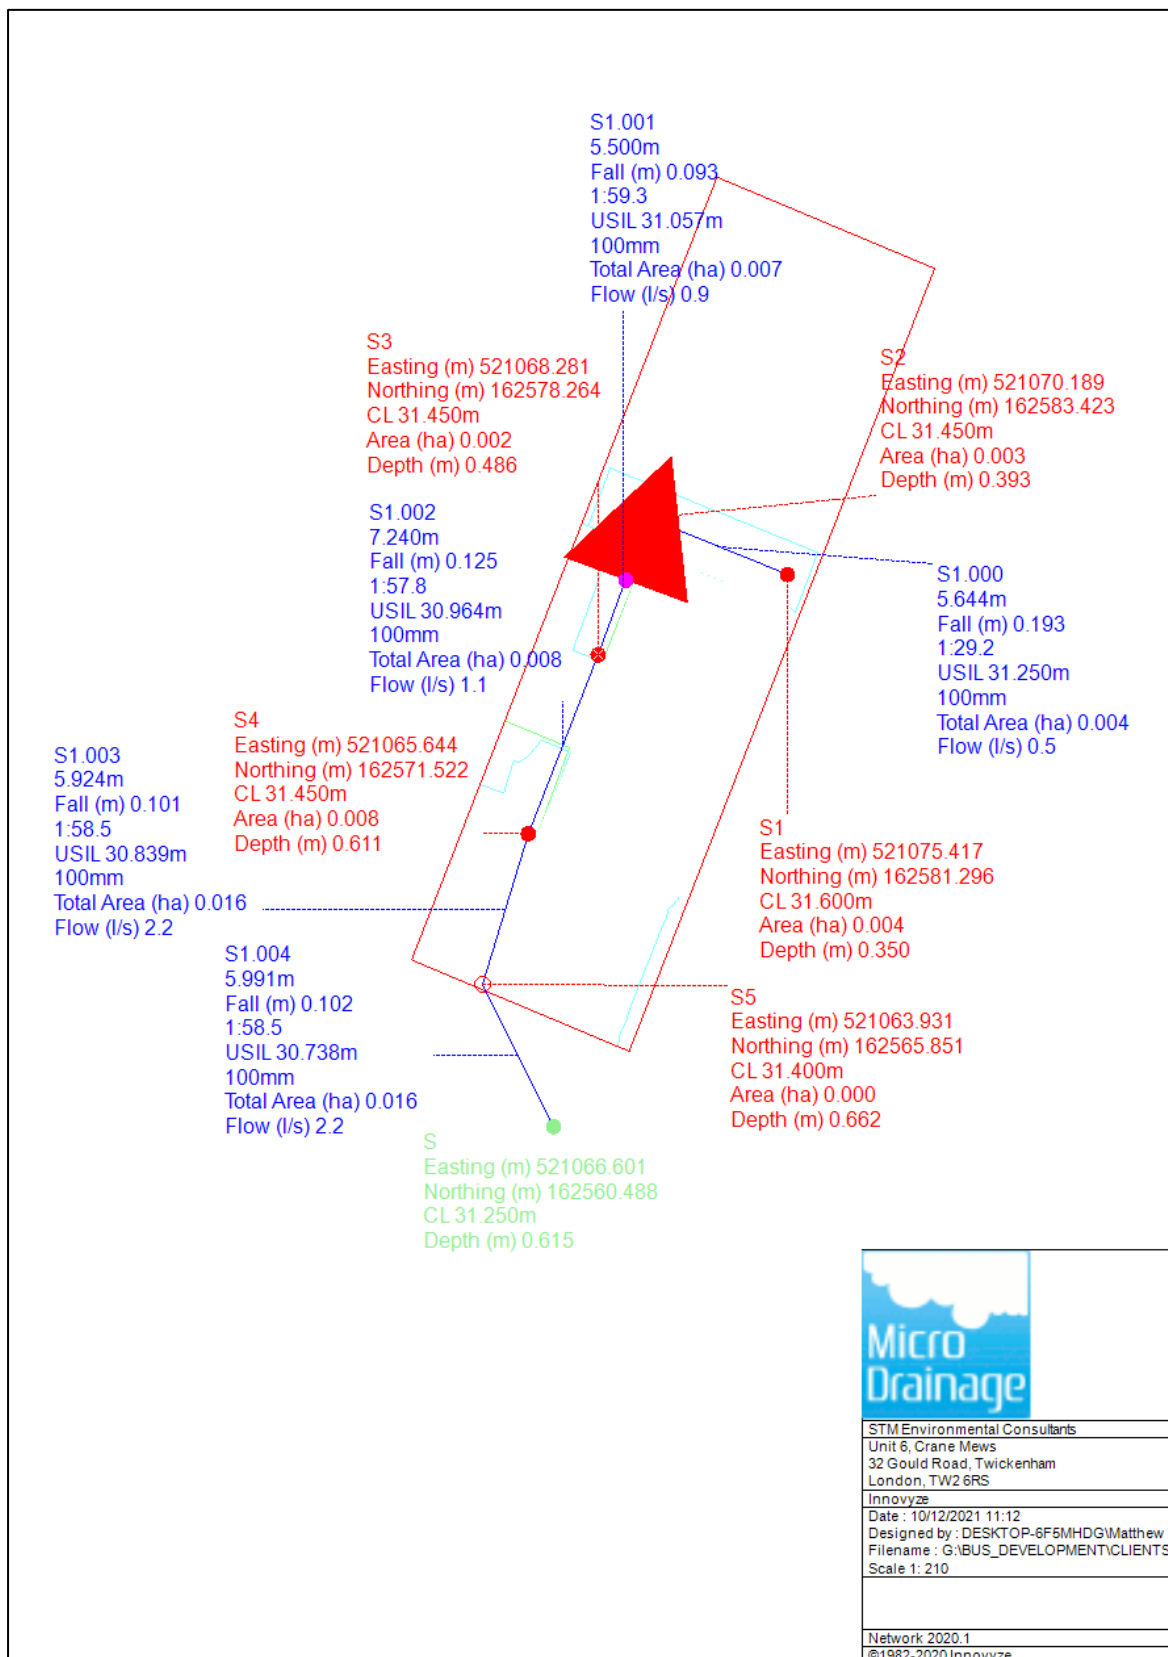 S1.001
5.500m
Fall (m) 0.093
1:59.3
USIL 31.057m
100mm
Total Area (ha) 0.007
Flow (l/s) 0.9
S3
Easting (m) 521068.281
Northing (m) 162578.264
CL 31.450m
Area (ha) 0.002
Depth (m) 0.486
S2
Easting (m) 521070.189
Northing (m) 162583.423
CL 31.450m
Area (ha) 0.003
Depth (m) 0.393
S1.002
7.240m
Fall (m) 0.125
1:57.8
USIL 30.964m
100mm
Total Area (ha) 0.008
Flow (l/s) 1.1
S1.000
5.644m
Fall (m) 0.193
1:29.2
USIL 31.250m
100mm
Total Area (ha) 0.004
Flow (l/s) 0.5
S4
Easting (m) 521065.644
Northing (m) 162571.522
CL 31.450m
Area (ha) 0.008
Depth (m) 0.611
S1.003
5.924m
Fall (m) 0.101
1:58.5
USIL 30.839m
100mm
Total Area (ha) 0.016
Flow (l/s) 2.2
S1
Easting (m) 521075.417
Northing (m) 162581.296
CL 31.600m
Area (ha) 0.004
Depth (m) 0.350
S1.004
5.991m
Fall (m) 0.102
1:58.5
USIL 30.738m
100mm
Total Area (ha) 0.016
Flow (l/s) 2.2
S5
Easting (m) 521063.931
Northing (m) 162565.851
CL 31.400m
Area (ha) 0.000
Depth (m) 0.662
S
Easting (m) 521066.601
Northing (m) 162560.488
CL 31.250m
Depth (m) 0.615
Micro
Drainage
STM Environmental Consultants
Unit 6, Crane Mews
32 Gould Road, Twickenham
London, TW2 6RS
Innovyze
Date : 10/12/2021 11:12
Designed by : DESKTOP-6F5MHDG\Matthew
Filename : G:\BUS_DEVELOPMENT\CLIENTS
Scale 1: 210
Network 2020.1
©1982-2020 Innovyze